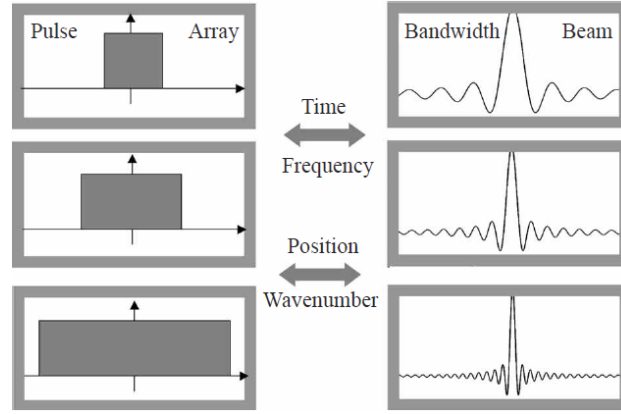 Pulse Array
Bandwidth Beam
Time
Frequency
Position
Wavenumber